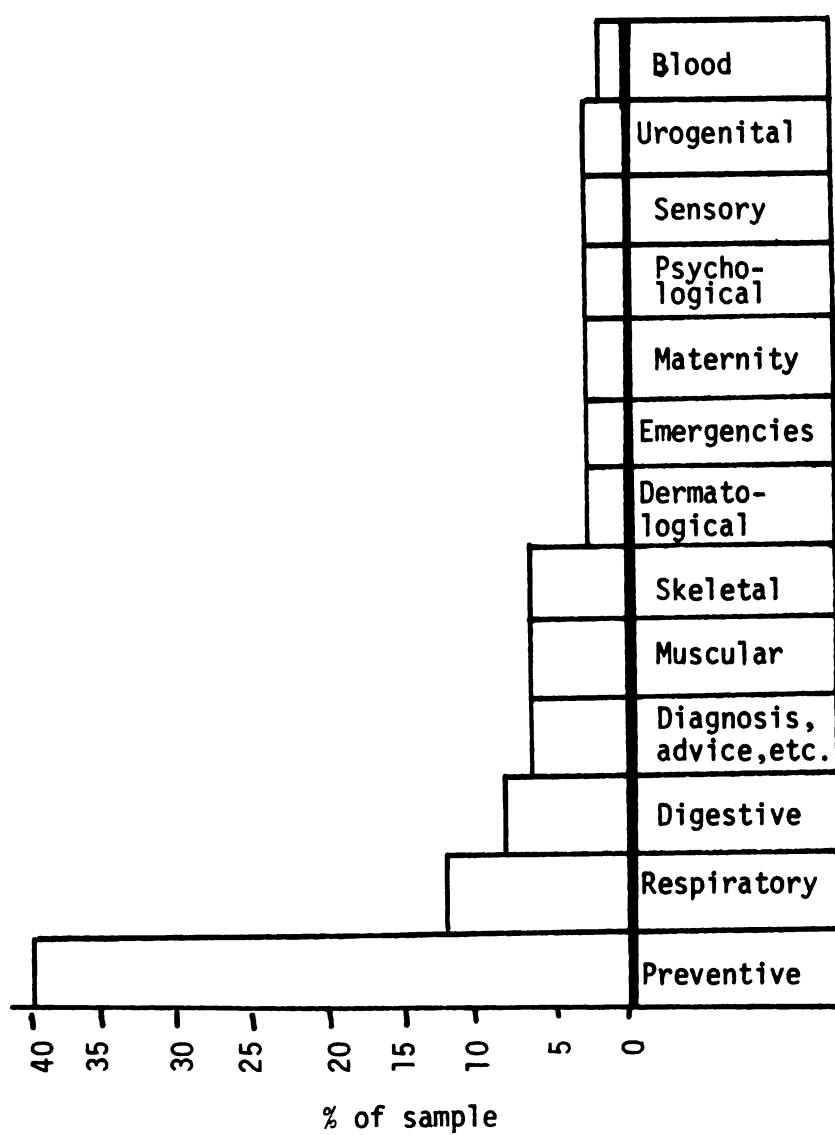 Blood
Urogenital
Sensory
Psycho-
logical
Maternity
Emergencies
Dermato-
logical
Skeletal
Muscular
Diagnosis,
advice,etc.
Digestive
Respiratory
Preventive
40 35 30 25 20 15 10 5 0
% of sample